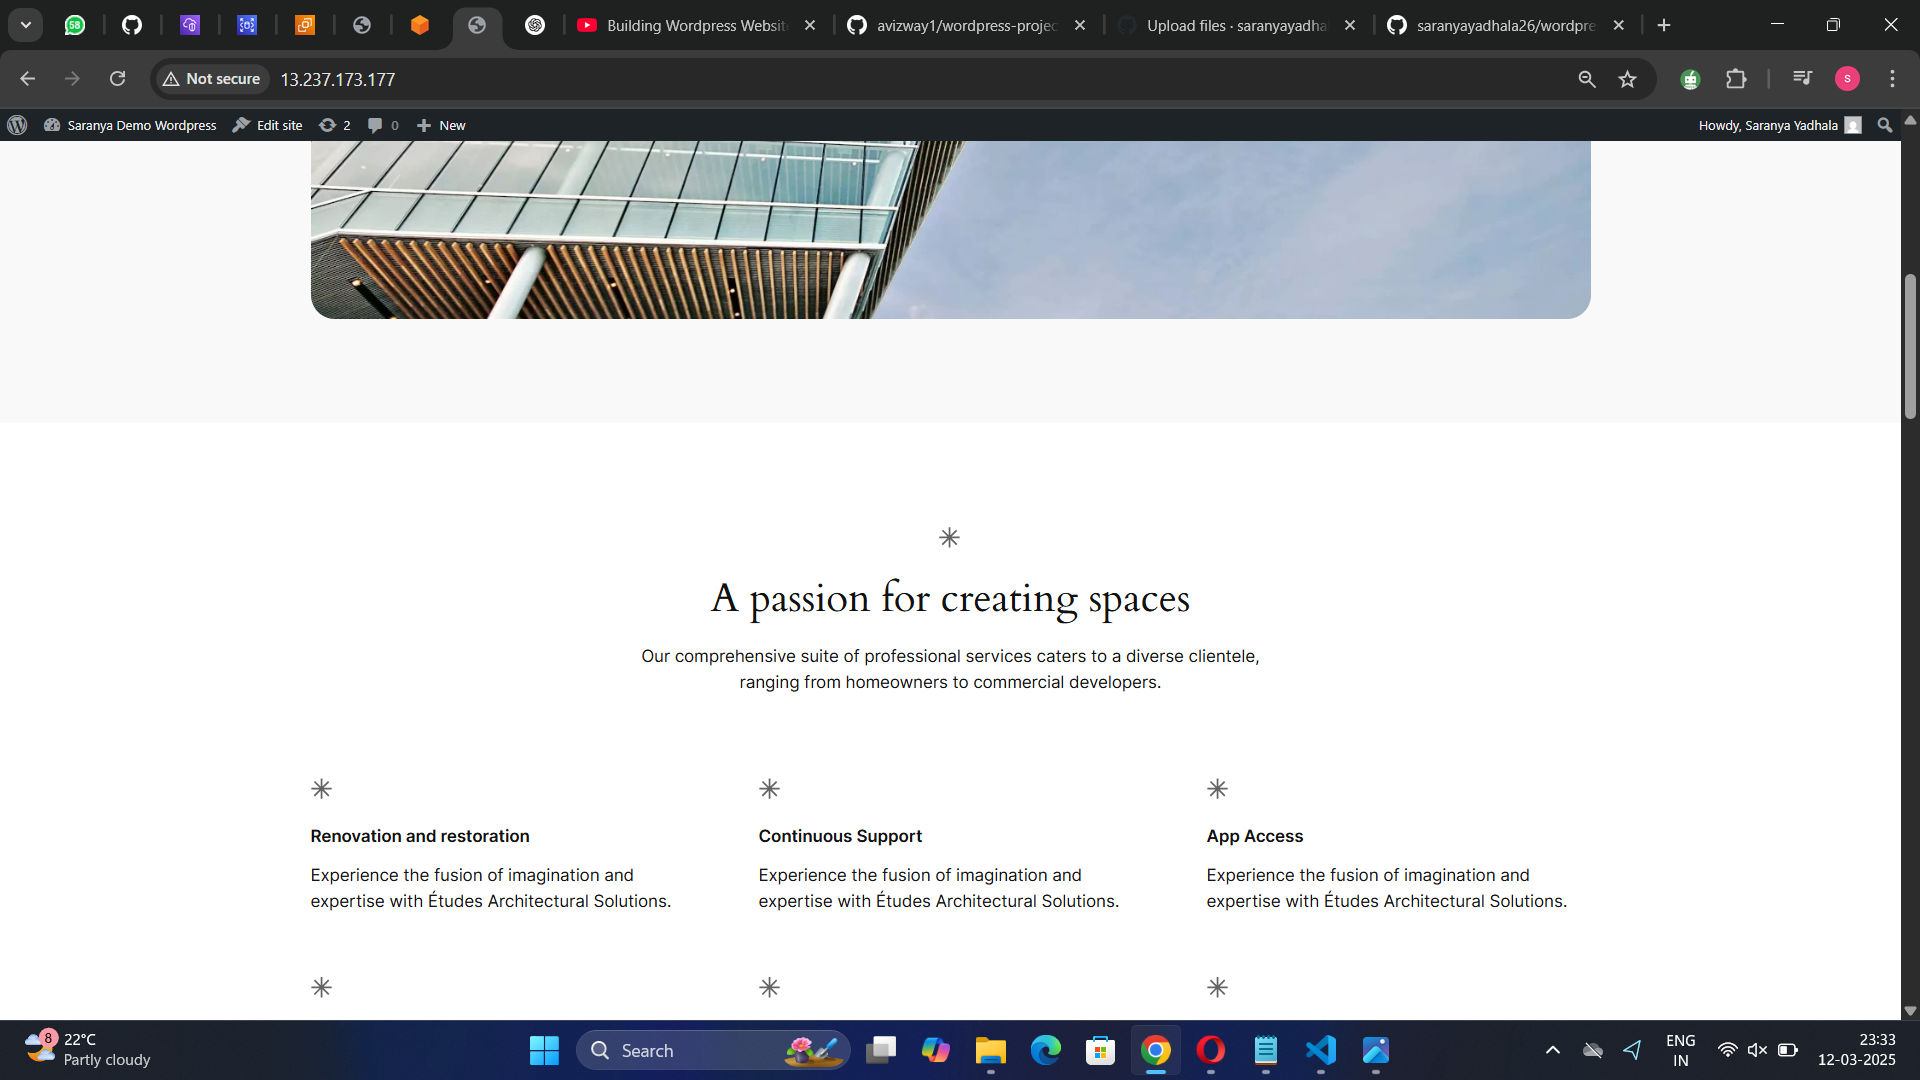 58
Building Wordpress Website
avizway1/wordpress-projec
Upload files · saranyayadha
saranyayadhala26/wordpre
Not secure
13.237.173.177
S
Saranya Demo Wordpress
Edit site
2
0
New
Howdy, Saranya Yadhala
A passion for creating spaces
Our comprehensive suite of professional services caters to a diverse clientele,
ranging from homeowners to commercial developers.
Renovation and restoration
Experience the fusion of imagination and
expertise with Études Architectural Solutions.
Continuous Support
Experience the fusion of imagination and
expertise with Études Architectural Solutions.
App Access
Experience the fusion of imagination and
expertise with Études Architectural Solutions.
8
22°C
Partly cloudy
Search
ENG
IN
23:33
12-03-2025